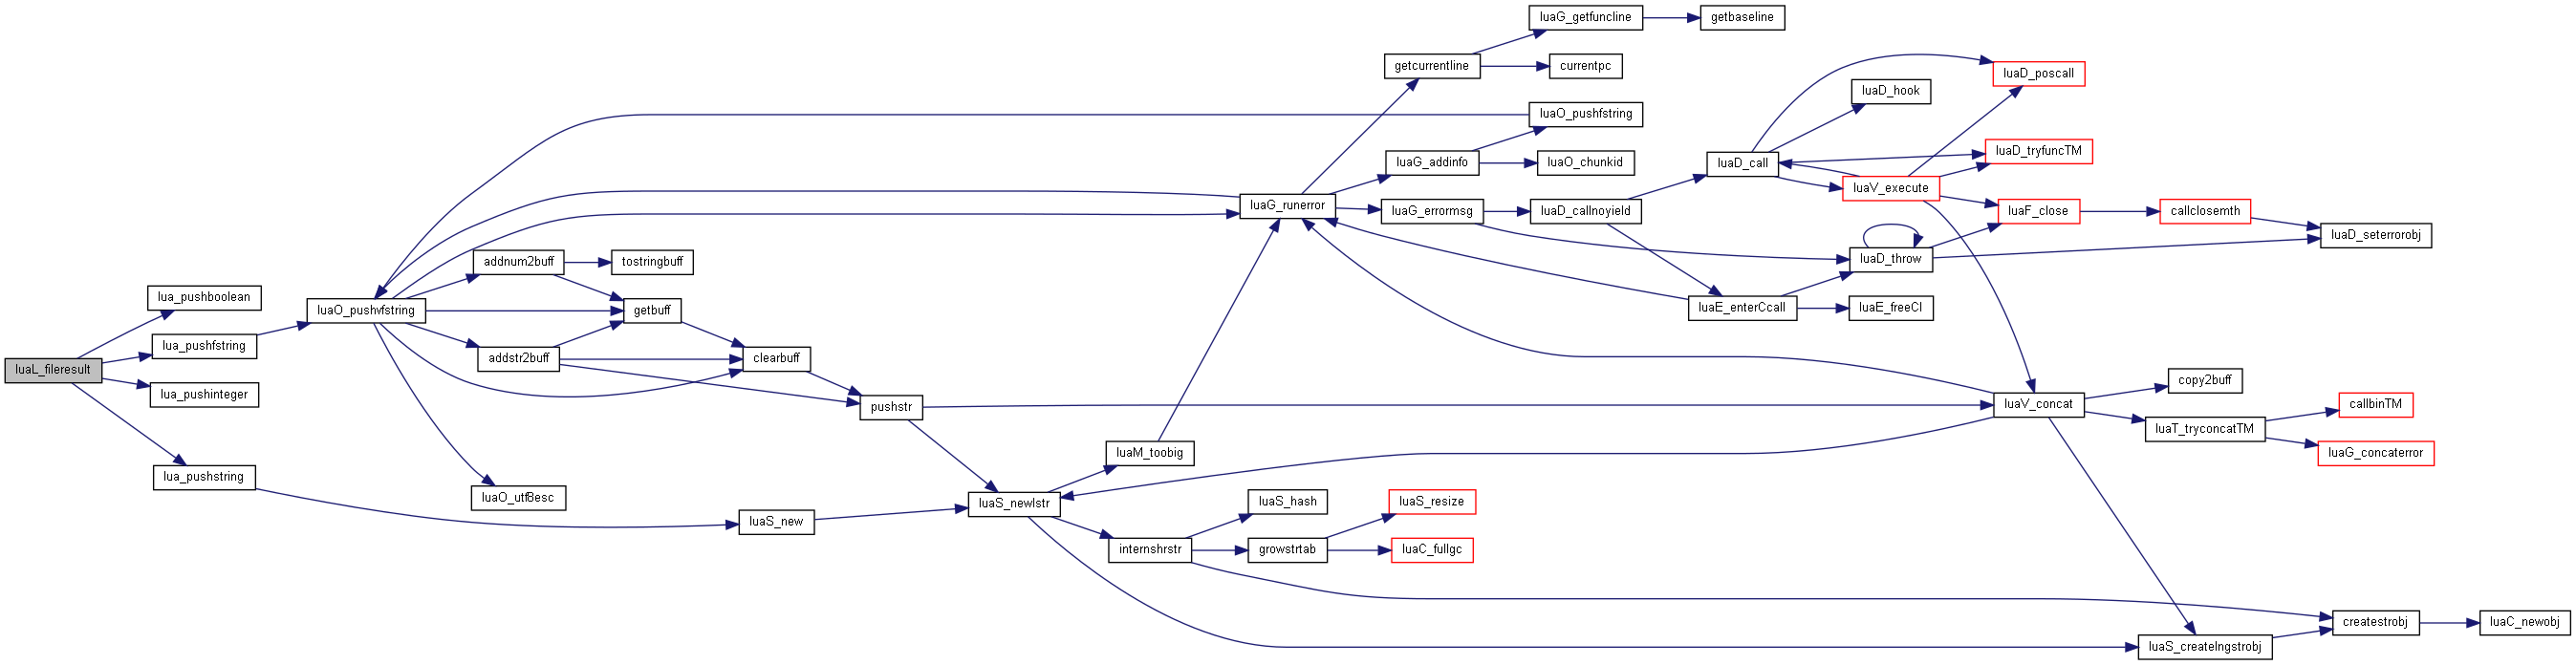 luaL_fileresult
lua_pushboolean
lua_pushfstring
lua_pushinteger
lua_pushstring
luaO_pushvfstring
addnum2buff
tostringbuff
getbuff
addstr2buff
clearbuff
pushstr
luaO_utf8esc
luaS_new
luaS_newlstr
luaM_toobig
internshrstr
luaS_hash
growstrtab
luaS_resize
luaC_fullgc
luaG_runerror
getcurrentline
luaG_getfuncline
getbaseline
currentpc
luaG_addinfo
luaO_pushfstring
luaO_chunkid
luaG_errormsg
luaD_callnoyield
luaE_enterCcall
luaD_call
luaD_hook
luaV_execute
luaD_throw
luaE_freeCI
luaD_poscall
luaD_tryfuncTM
luaF_close
callclosemth
luaD_seterrorobj
luaV_concat
copy2buff
luaT_tryconcatTM
callbinTM
luaG_concaterror
createstrobj
luaC_newobj
luaS_createlngstrobj